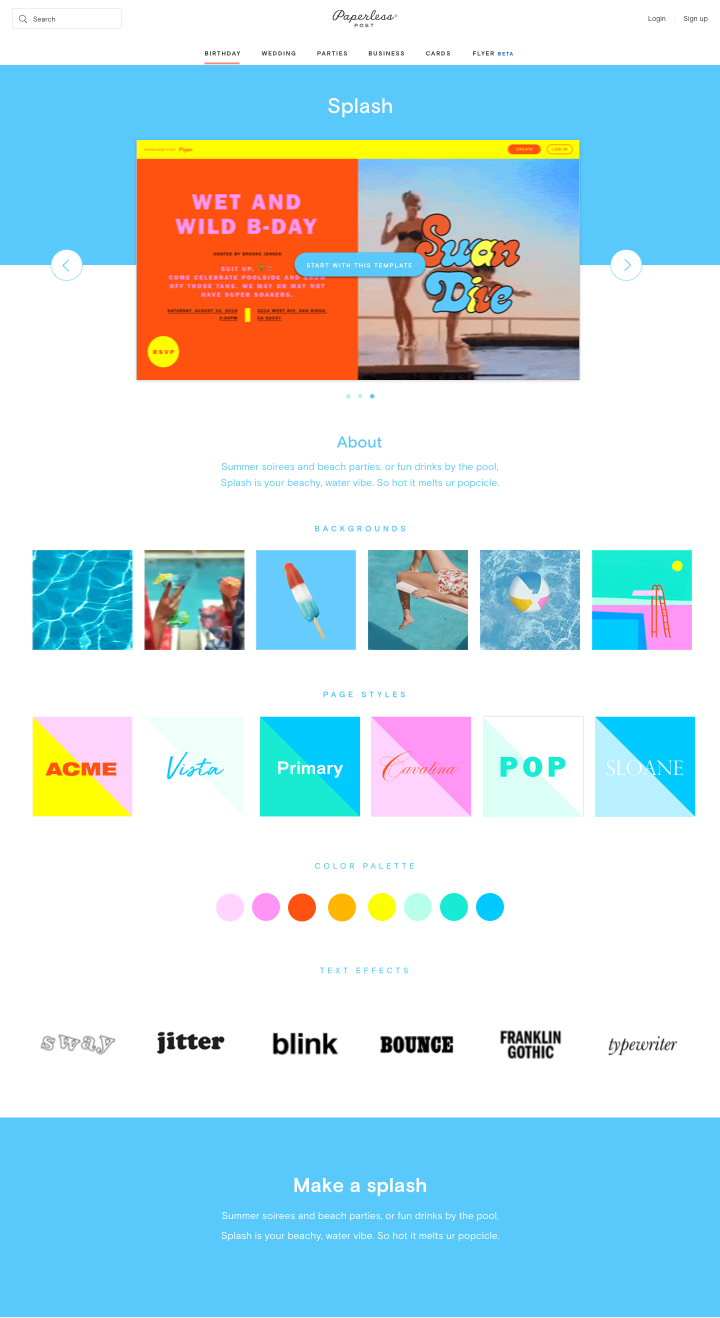 Search
Paperless
POST
Login
Sign up
BIRTHDAY
WEDDING
PARTIES
BUSINESS
CARDS
FLYER BETA
Splash
PAPERLESS POST Flyer
CREATE
LOG IN
WET AND
WILD B-DAY
HOSTED BY BROOKE JENSEN
SUIT UP.
COME CELEBRATE POOLSIDE AND
OFF THOSE TANS. WE MAY OR MAY NOT
HAVE SUPER SOAKERS.
SATURDAY, AUGUST 10, 2019
2:00PM
2214 WEST AVE, SAN DIEGO,
RSVP
START WITH THIS TEMPLATE
Swan
Dive
About
Summer soirees and beach parties, or fun drinks by the pool,
Splash is your beachy, water vibe. So hot it melts ur popcicle.
BACKGROUNDS
PAGE STYLES
ACME
Vista
Primary
Cavolina
POP
SLOANE
COLOR PALETTE
TEXT EFFECTS
sway
jitter
blink
BOUNCE
FRANKLIN
GOTHIC
typewriter
Make a splash
Summer soirees and beach parties, or fun drinks by the pool,
Splash is your beachy, water vibe. So hot it melts ur popcicle.